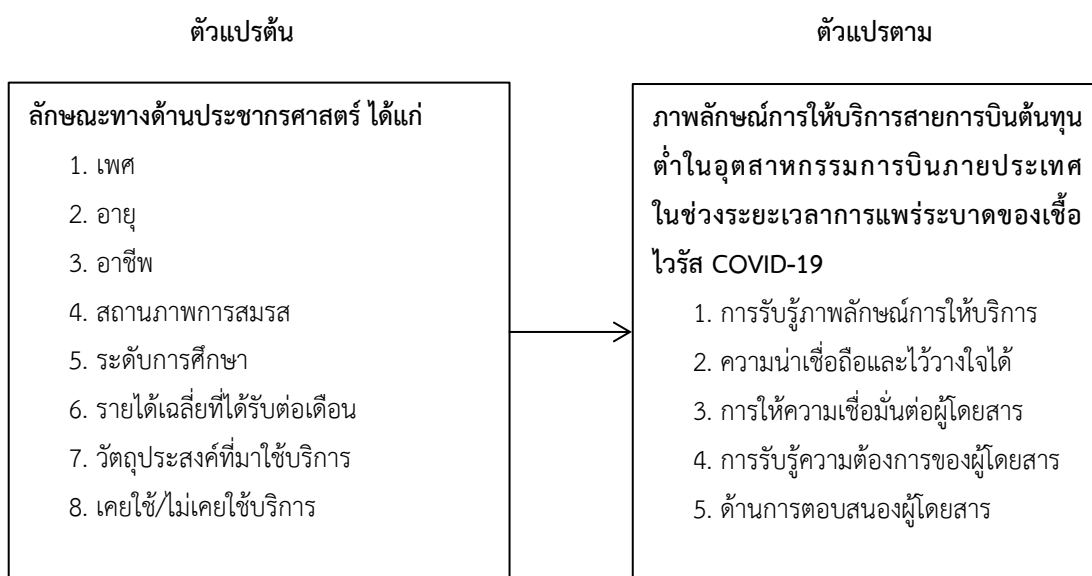 ตัวแปรต้น
ตัวแปรตาม
ลักษณะทางด้านประชากรศาสตร์ ได้แก่
1. เพศ
2. อายุ
3. อาชีพ
4. สถานภาพการสมรส
5. ระดับการศึกษา
6. รายได้เฉลี่ยที่ได้รับต่อเดือน
7. วัตถุประสงค์ที่มาใช้บริการ
8. เคยใช้/ไม่เคยใช้บริการ
ภาพลักษณ์การให้บริการสายการบินต้นทุน
ต่ำในอุตสาหกรรมการบินภายประเทศ
ในช่วงระยะเวลาการแพร่ระบาดของเชื้อ
ไวรัส COVID-19
1. การรับรู้ภาพลักษณ์การให้บริการ
2. ความน่าเชื่อถือและไว้วางใจได้
3. การให้ความเชื่อมั่นต่อผู้โดยสาร
4. การรับรู้ความต้องการของผู้โดยสาร
5. ด้านการตอบสนองผู้โดยสาร